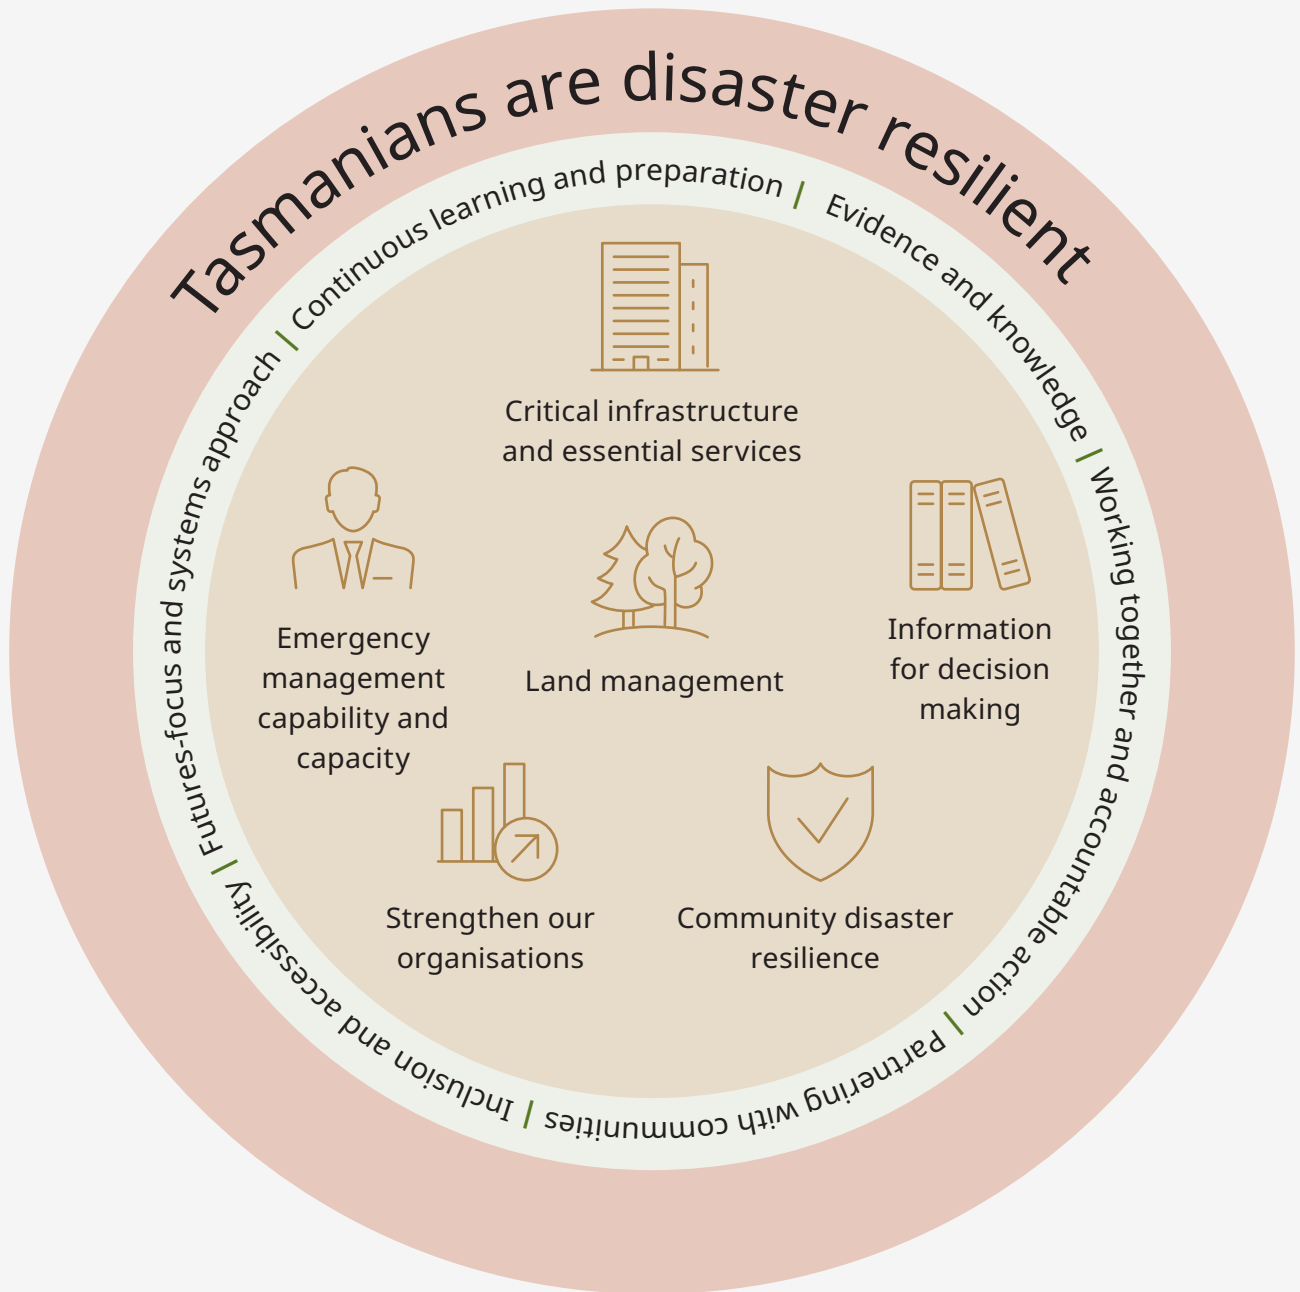 Tasmanians are disaster resilient
Continuous learning and preparation |
Evidence and knowledge |
Working together and accountable action |
Partnering with communities |
Inclusion and accessibility |
Futures-focus and systems approach |
Critical infrastructure
and essential services
Emergency
management
capability and
capacity
Land management
Information
for decision
making
Strengthen our
organisations
Community disaster
resilience